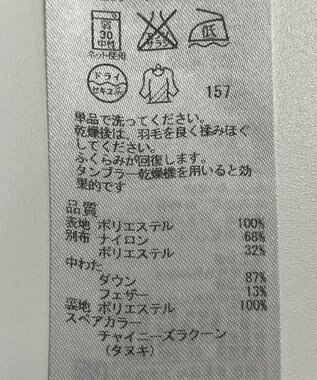 弱
30
中性
ネット使用
エンソ
サラシ
低
ドライ
セキユ系
157
単品で洗ってください。
乾燥後は、羽毛を良く揉みほぐ
してください。
ふくらみが回復します。
タンブラー乾燥機を用いると効
果的です
品質
表地 ポリエステル 100%
別布 ナイロン 68%
ポリエステル 32%
中わた
ダウン 87%
フェザー 13%
裏地 ポリエステル 100%
スペアカラー
チャイニーズラクーン
(タヌキ)